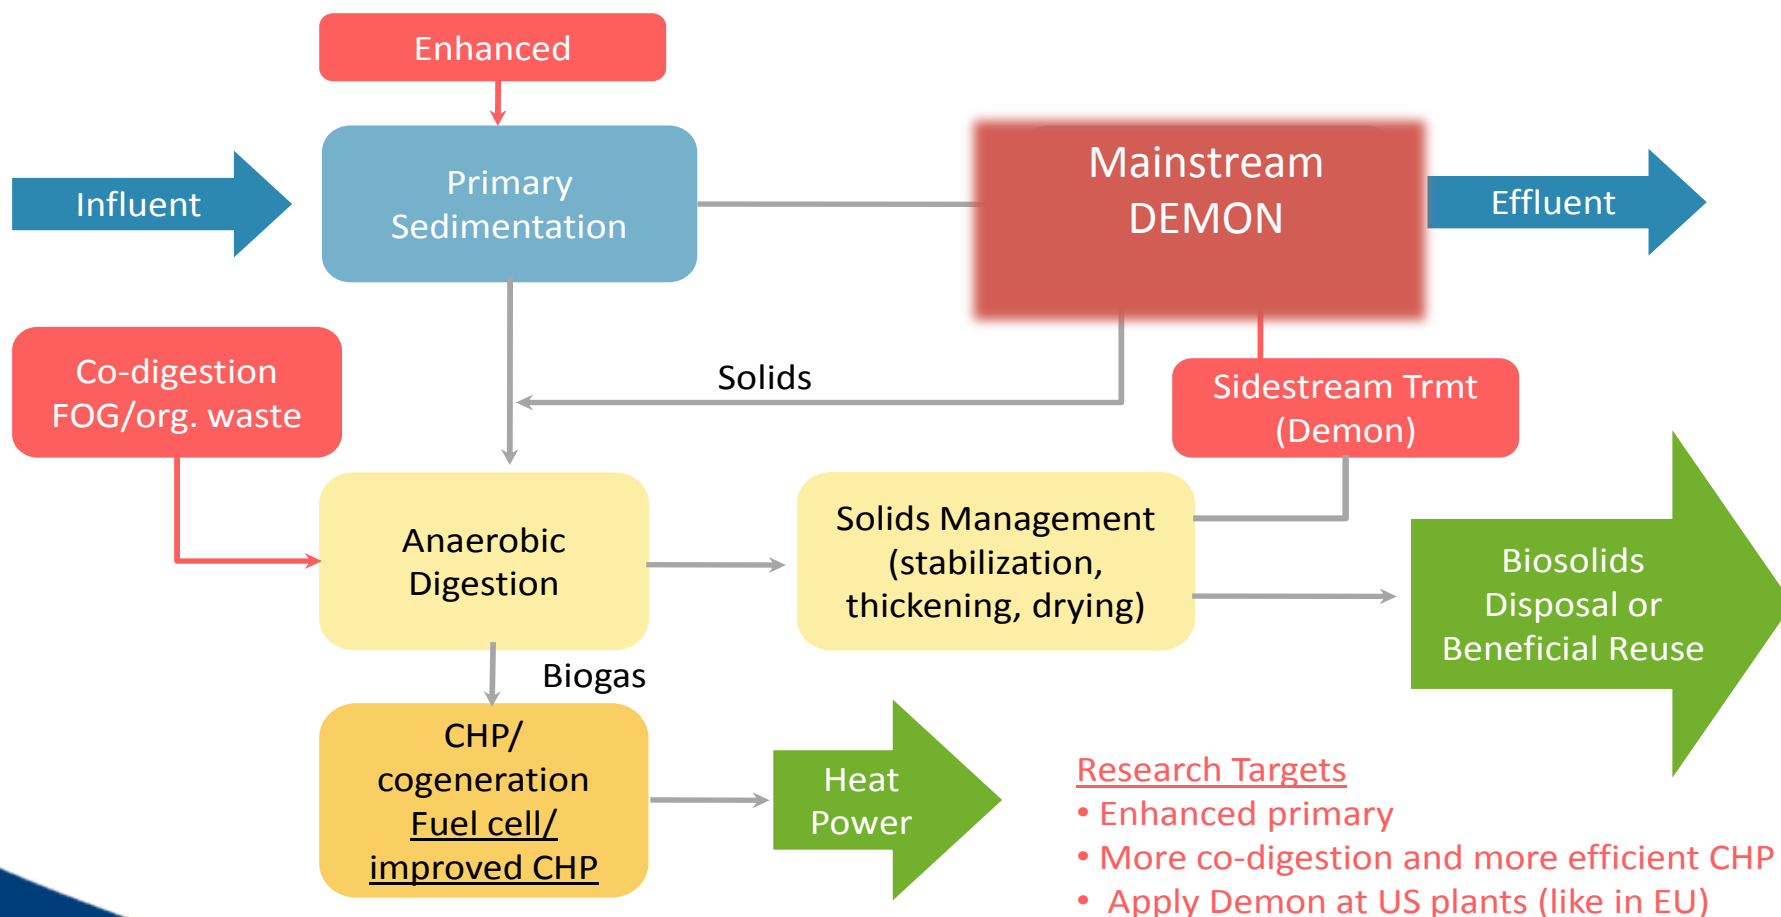 Enhanced
Influent
Primary
Sedimentation
Mainstream
DEMON
Effluent
Co-digestion
FOG/org. waste
Solids
Sidestream Trmt
(Demon)
Anaerobic
Digestion
Solids Management
(stabilization,
thickening, drying)
Biosolids
Disposal or
Beneficial Reuse
Biogas
CHP/
cogeneration
Fuel cell/
improved CHP
Heat
Power
Research Targets
• Enhanced primary
• More co-digestion and more efficient CHP
• Apply Demon at US plants (like in EU)